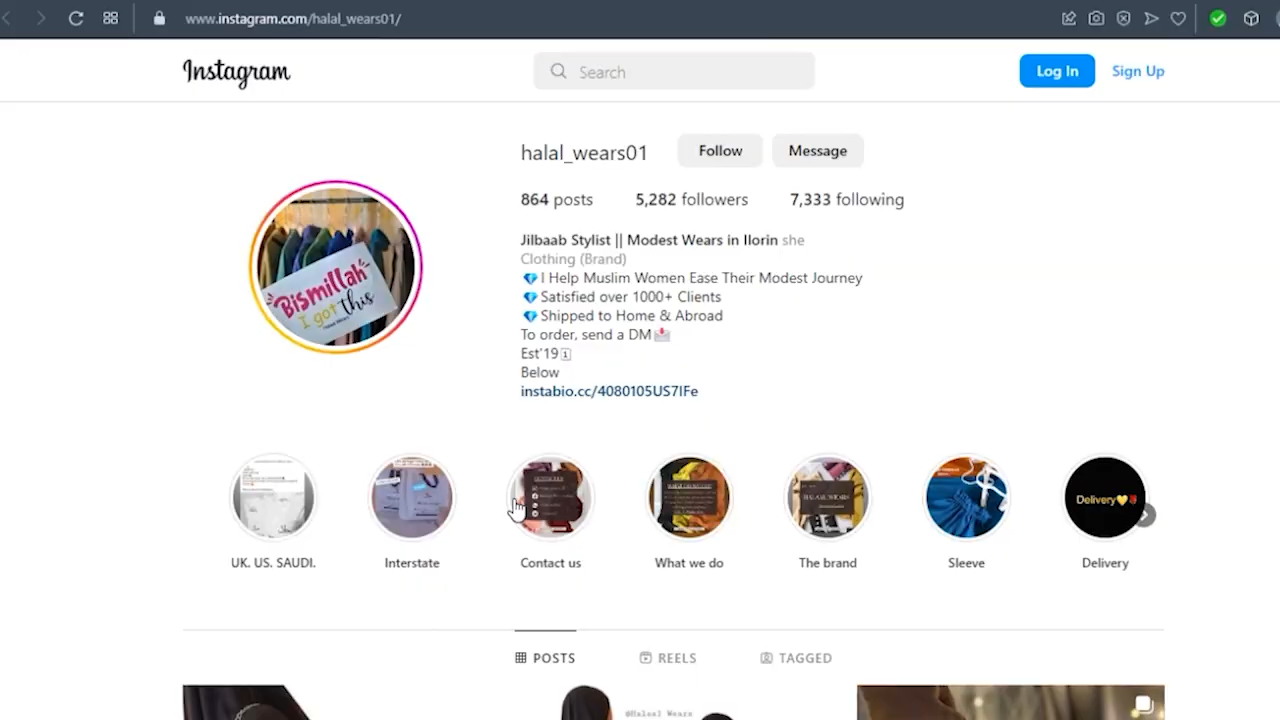 www.instagram.com/halal_wears01/
Instagram
Search
Log In
Sign Up
halal_wears01
Follow
Message
864 posts
5,282 followers
7,333 following
Jilbaab Stylist || Modest Wears in Ilorin she
Clothing (Brand)
💎I Help Muslim Women Ease Their Modest Journey
💎Satisfied over 1000+ Clients
💎Shipped to Home & Abroad
To order, send a DM📩
Est'19
Below
instabio.cc/4080105US7IFe
Bismillah
I got this
Delivery💛
UK. US. SAUDI.
Interstate
Contact us
What we do
The brand
Sleeve
Delivery
POSTS
REELS
TAGGED
@Halaal Wears